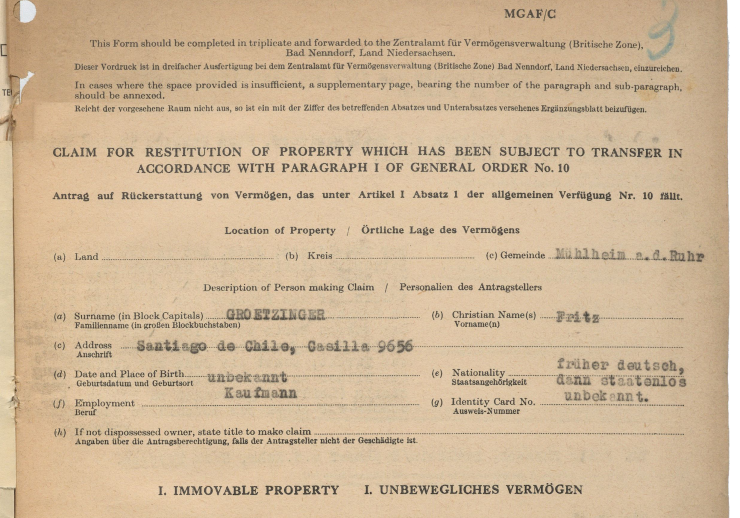 MGAF/C
3
This Form should be completed in triplicate and forwarded to the Zentralamt für Vermögensverwaltung (Britische Zone),
Bad Nenndorf, Land Niedersachsen.
Dieser Vordruck ist in dreifacher Ausfertigung bei dem Zentralamt für Vermögensverwaltung (Britische Zone) Bad Nenndorf, Land Niedersachsen, einzureichen.
In cases where the space provided is insufficient, a supplementary page, bearing the number of the paragraph and sub-paragraph,
should be annexed.
Reicht der vorgesehene Raum nicht aus, so ist ein mit der Ziffer des betreffenden Absatzes und Unterabsatzes versehenes Ergänzungsblatt beizufügen.
CLAIM FOR RESTITUTION OF PROPERTY WHICH HAS BEEN SUBJECT TO TRANSFER IN
ACCORDANCE WITH PARAGRAPH I OF GENERAL ORDER No. 10
Antrag auf Rückerstattung von Vermögen, das unter Artikel I Absatz 1 der allgemeinen Verfügung Nr. 10 fällt.
Location of Property / Örtliche Lage des Vermögens
(a) Land (b) Kreis (c) Gemeinde Mühlheim a.d.Ruhr
Description of Person making Claim / Personalien des Antragstellers
(a) Surname (in Block Capitals) GROETZINGER (b) Christian Name(s) Fritz
Familienname (in großen Blockbuchstaben) Vorname(n)
(c) Address Santiago de Chile, Casilla 9656
Anschrift
früher deutsch,
(d) Date and Place of Birth unbekannt (e) Nationality dann staatenlos
Geburtsdatum und Geburtsort Staatsangehörigkeit
(f) Employment Kaufmann (g) Identity Card No. unbekannt.
Beruf Ausweis-Nummer
(h) If not dispossessed owner, state title to make claim
Angaben über die Antragsberechtigung, falls der Antragsteller nicht der Geschädigte ist.
I. IMMOVABLE PROPERTY I. UNBEWEGLICHES VERMÖGEN